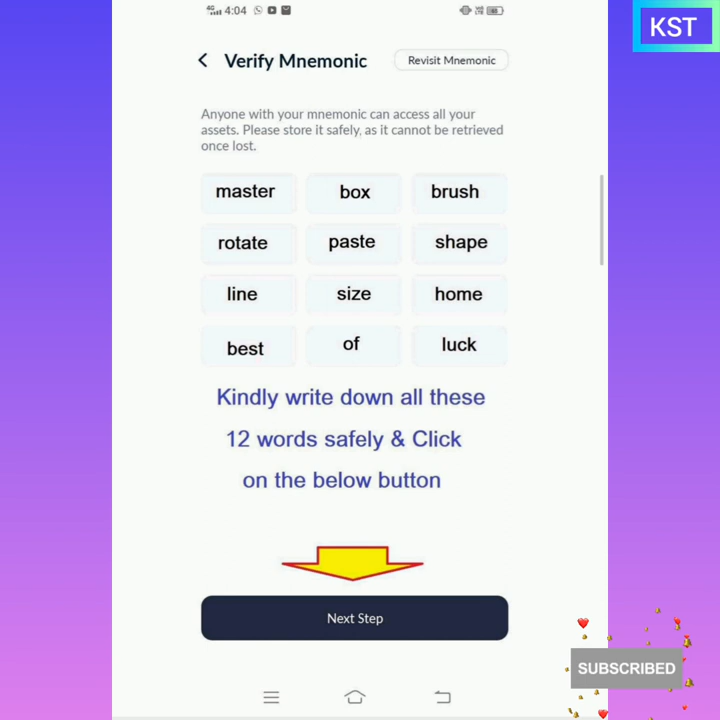 4G 4:04
KST
Verify Mnemonic
Revisit Mnemonic
Anyone with your mnemonic can access all your
assets. Please store it safely, as it cannot be retrieved
once lost.
master box brush
rotate paste shape
line size home
best of luck
Kindly write down all these
12 words safely & Click
on the below button
Next Step
SUBSCRIBED